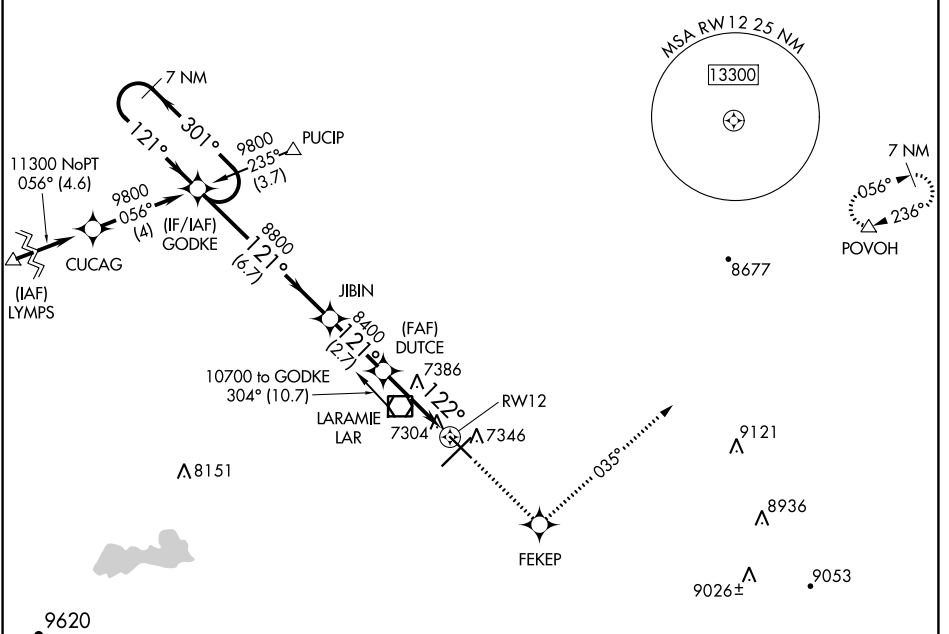 MSA RW12 25 NM
13300
7 NM
121°
301°
9800
235°
(3.7)
PUCIP
11300 NoPT
056° (4.6)
9800
056°
(4)
(IF/IAF)
GODKE
CUCAG
(IAF)
LYMPS
7 NM
056°
236°
POVOH
8677
8800
121°
(6.7)
JIBIN
8400
121°
(2.7)
(FAF)
DUTCE
7386
122°
10700 to GODKE
304° (10.7)
LARAMIE
LAR
RW12
7304
7346
9121
035°
8151
8936
FEKEP
9026±
9053
9620